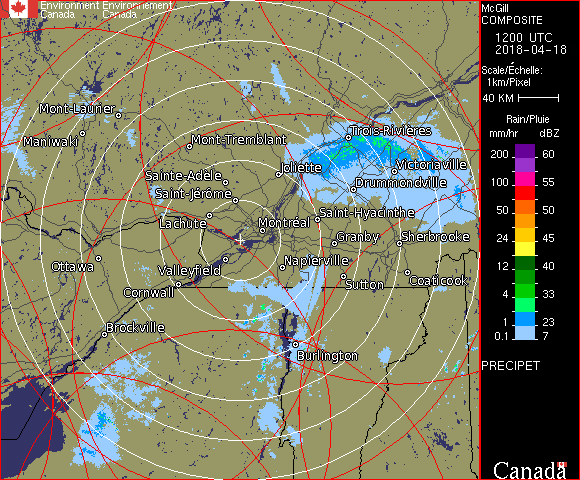 Environment Environnement
Canada Canada
McGill
COMPOSITE
1200 UTC
2018-04-18
Scale/Échelle:
1km/Pixel
40 KM
Rain/Pluie
mm/hr dBZ
200 60
150 57
100 55
50 50
24 45
12 40
4 33
1 23
0.1 7
PRECIPET
Canada
Mont-Laurier
Maniwaki
Mont-Tremblant
Trois-Rivières
Victoriaville
Joliette
Drummondville
Sainte-Adèle
Saint-Jérôme
Saint-Hyacinthe
Lachute
Montréal
Granby
Sherbrooke
Ottawa
Valleyfield
Napierville
Sutton
Coaticook
Cornwall
Brockville
Burlington